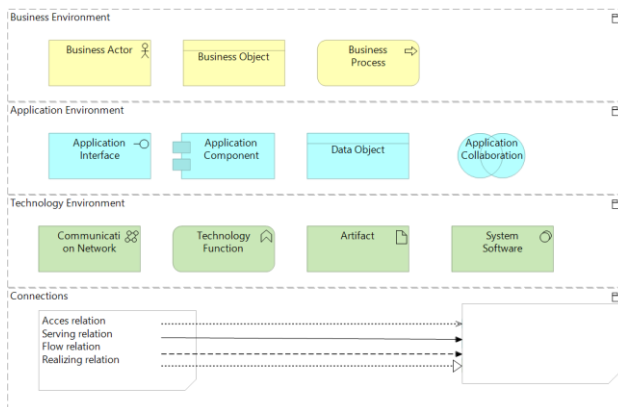 Business Environment
Business Actor
Business Object
Business
Process
Application Environment
Application
Interface
Application
Component
Data Object
Application
Collaboration
Technology Environment
Communicati
on Network
Technology
Function
Artifact
System
Software
Connections
Acces relation
Serving relation
Flow relation
Realizing relation